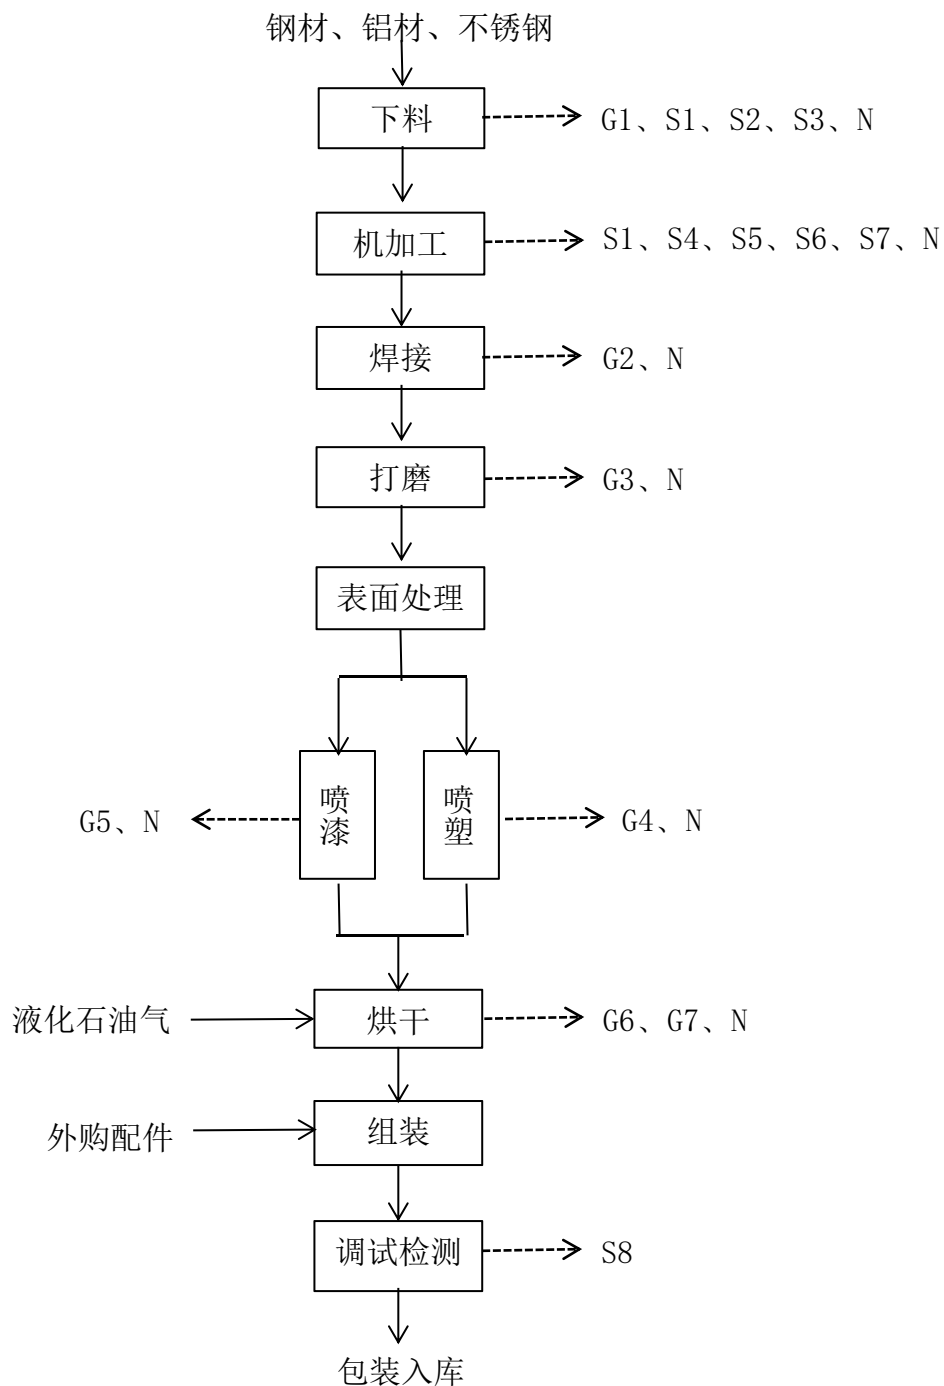 钢材、铝材、不锈钢
下料
G1、S1、S2、S3、N
机加工
S1、S4、S5、S6、S7、N
焊接
G2、N
打磨
G3、N
表面处理
G5、N
喷漆
喷塑
G4、N
液化石油气
烘干
G6、G7、N
外购配件
组装
调试检测
S8
包装入库